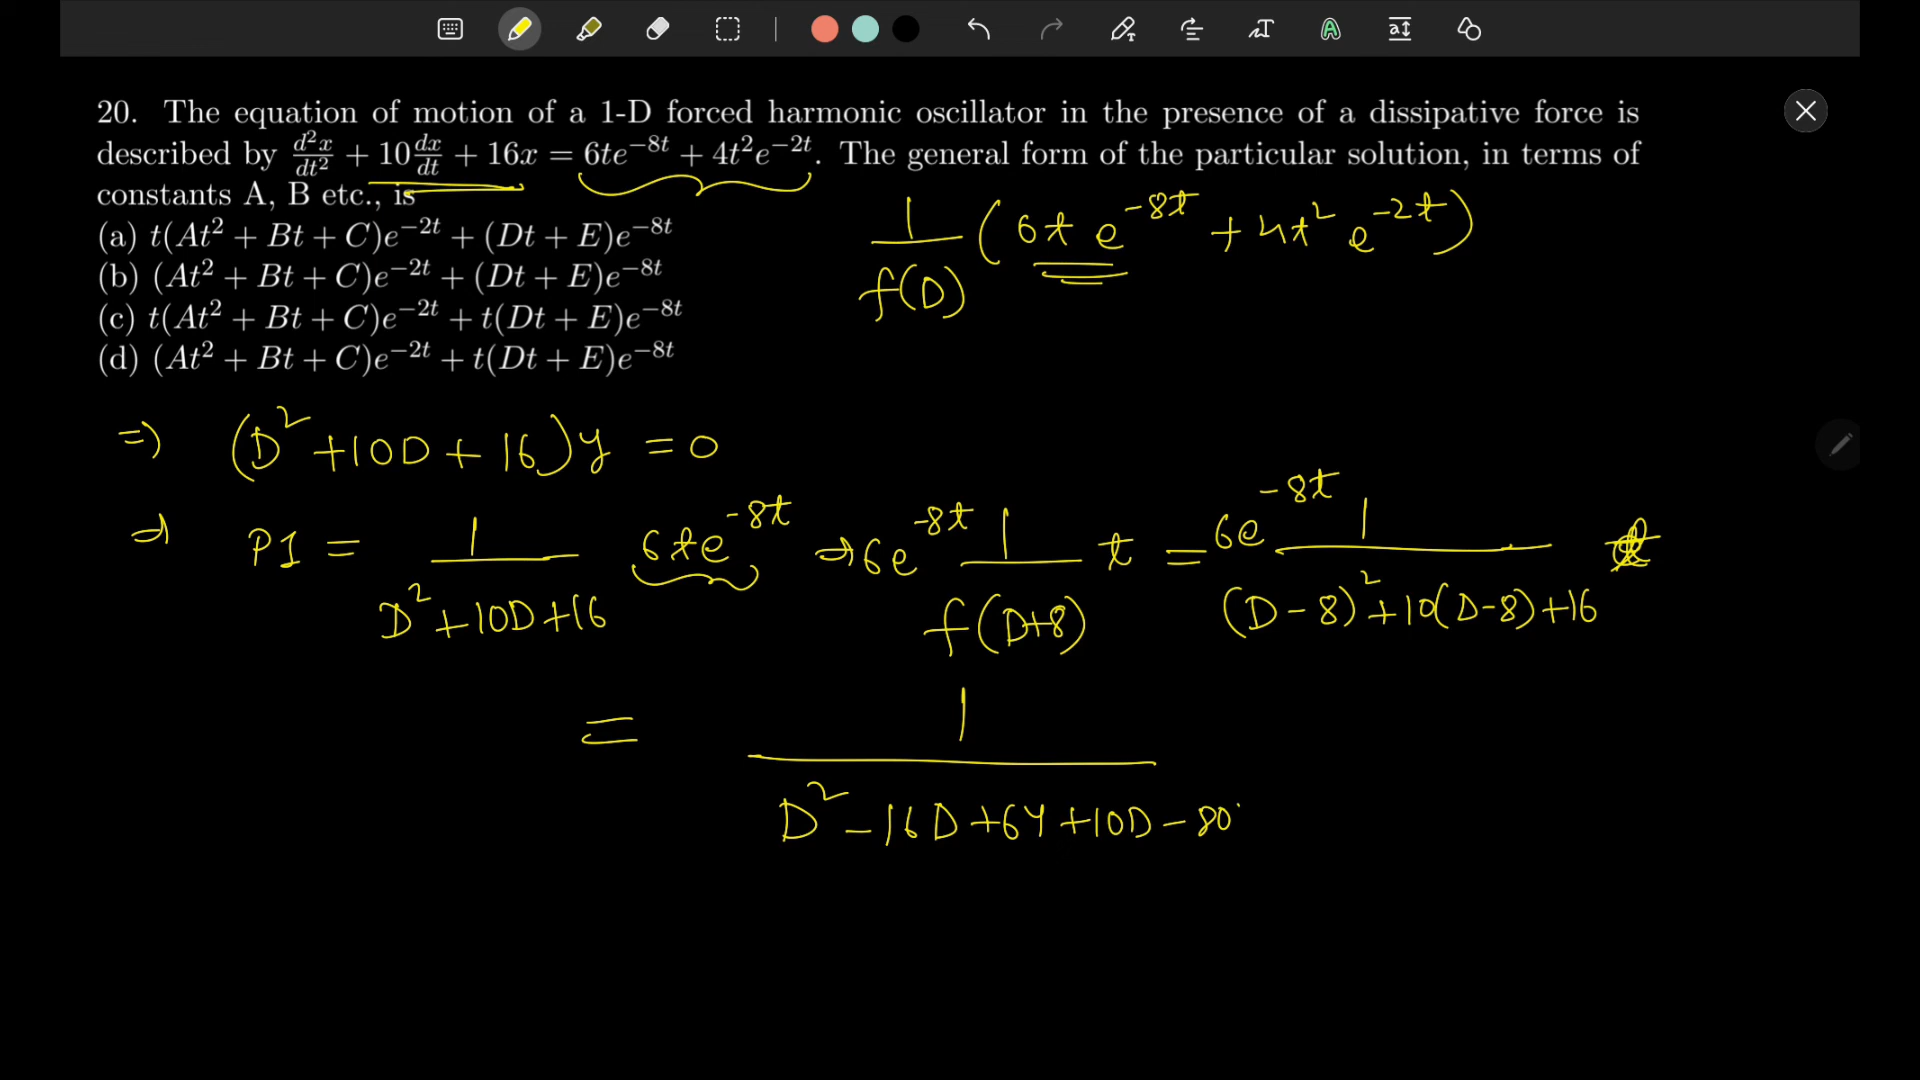 20. The equation of motion of a 1-D forced harmonic oscillator in the presence of a dissipative force is
described by d²x/dt² + 10 dx/dt + 16x = 6te⁻⁸ᵗ + 4t²e⁻²ᵗ. The general form of the particular solution, in terms of
constants A, B etc., is
(a) t(At² + Bt + C)e⁻²ᵗ + (Dt + E)e⁻⁸ᵗ
(b) (At² + Bt + C)e⁻²ᵗ + (Dt + E)e⁻⁸ᵗ
(c) t(At² + Bt + C)e⁻²ᵗ + t(Dt + E)e⁻⁸ᵗ
(d) (At² + Bt + C)e⁻²ᵗ + t(Dt + E)e⁻⁸ᵗ
1/f(D) (6t e⁻⁸ᵗ + 4t² e⁻²ᵗ)
⇒ (D² + 10D + 16)y = 0
⇒ PI = 1/(D² + 10D + 16) 6te⁻⁸ᵗ ⇒ 6e⁻⁸ᵗ 1/f(D+8) t = 6e⁻⁸ᵗ 1/((D-8)² + 10(D-8) + 16) t
= 1/(D² - 16D + 64 + 10D - 80